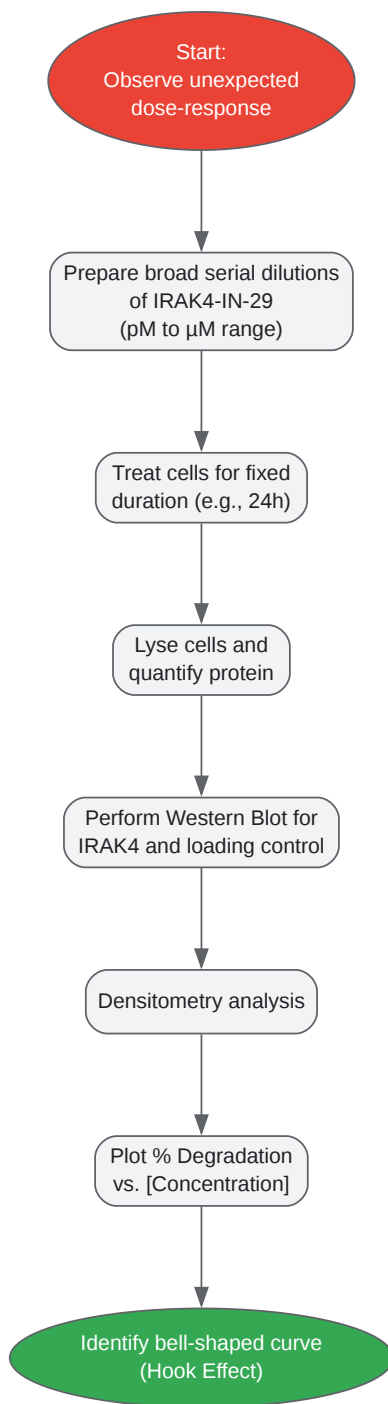 Start:
Observe unexpected
dose-response
Prepare broad serial dilutions
of IRAK4-IN-29
(pM to µM range)
Treat cells for fixed
duration (e.g., 24h)
Lyse cells and
quantify protein
Perform Western Blot for
IRAK4 and loading control
Densitometry analysis
Plot % Degradation
vs. [Concentration]
Identify bell-shaped curve
(Hook Effect)